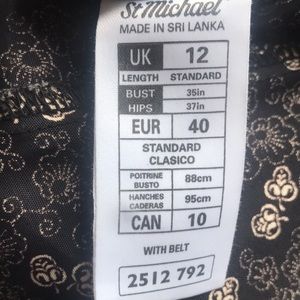 St Michael
MADE IN SRI LANKA
UK 12
LENGTH STANDARD
BUST 35in
HIPS 37in
EUR 40
STANDARD
CLASICO
POITRINE BUSTO 88cm
HANCHES CADERAS 95cm
CAN 10
WITH BELT
2512 792